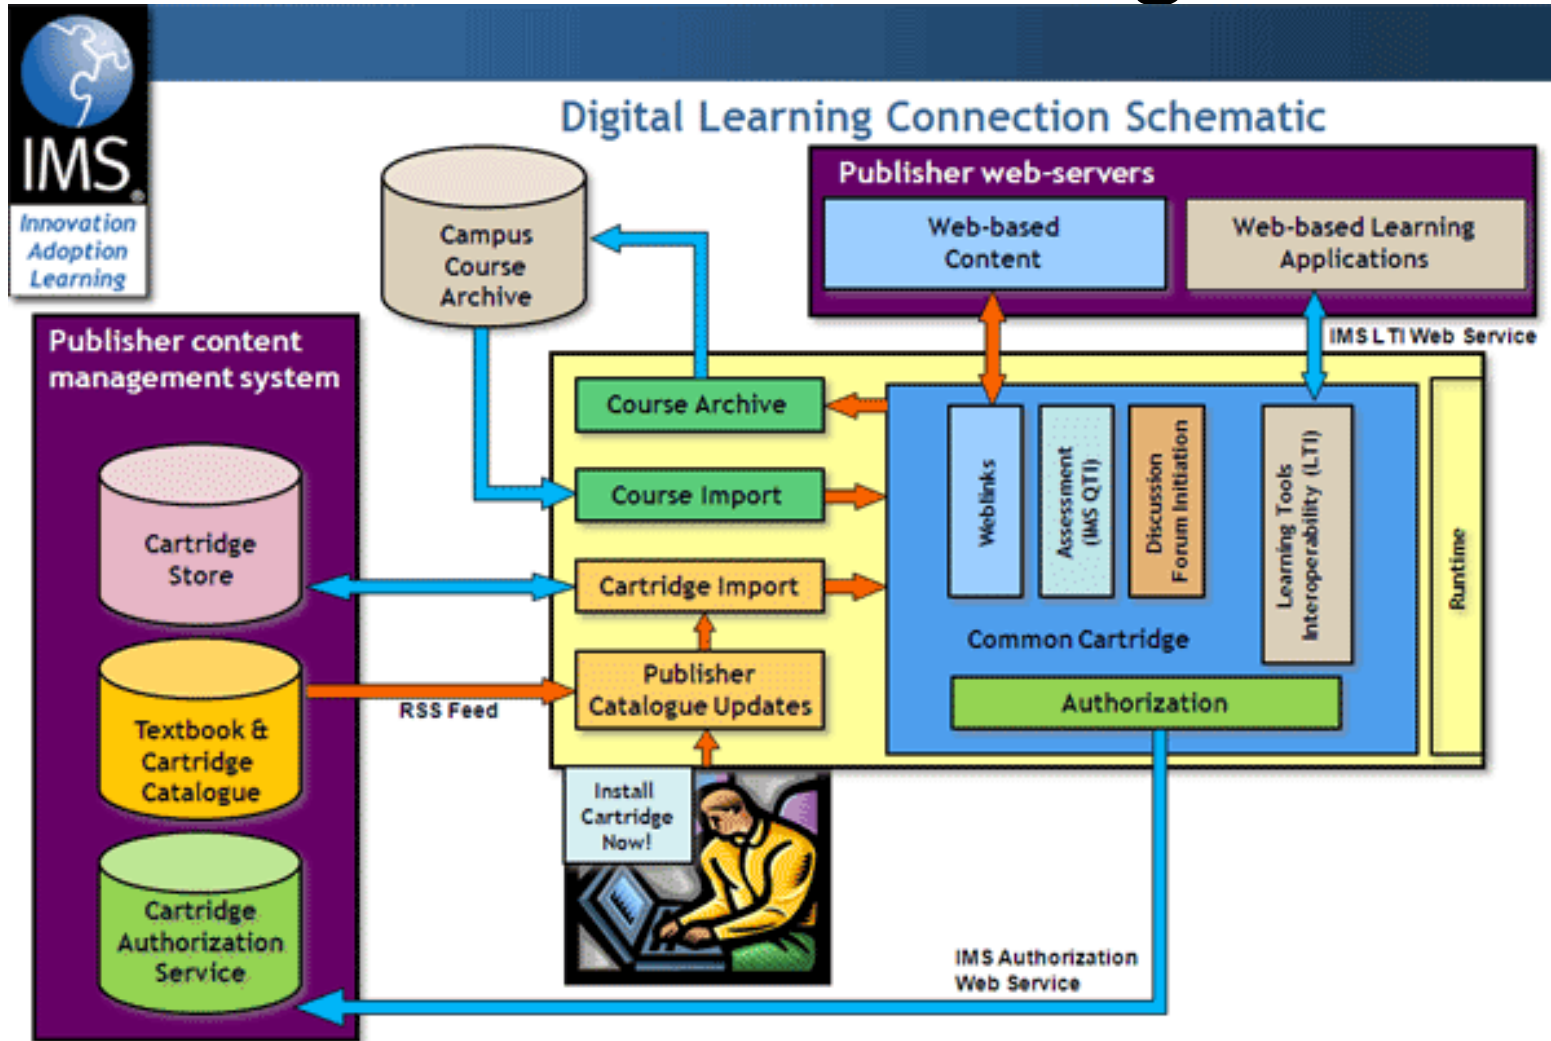 IMS
Innovation
Adoption
Learning
Digital Learning Connection Schematic
Publisher web-servers
Web-based
Content
Web-based Learning
Applications
IMS LTI Web Service
Campus
Course
Archive
Publisher content
management system
Cartridge
Store
Textbook &
Cartridge
Catalogue
Cartridge
Authorization
Service
RSS Feed
Course Archive
Course Import
Cartridge Import
Publisher
Catalogue Updates
Install
Cartridge
Now!
Weblinks
Assessment
(IMS QTI)
Discussion
Forum Initiation
Learning Tools
Interoperability (LTI)
Common Cartridge
Authorization
Runtime
IMS Authorization
Web Service